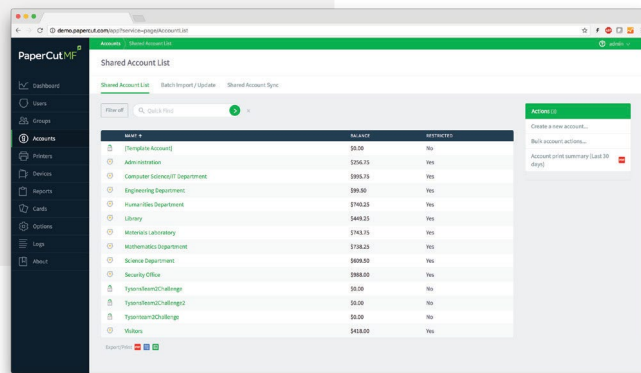 demo.papercut.com/app?service=page/AccountList
PaperCut MF
Accounts Shared Account List
admin
Shared Account List
Shared Account List Batch Import / Update Shared Account Sync
Dashboard
Users
Groups
Accounts
Printers
Devices
Reports
Cards
Options
Logs
About
Filter off Quick Find
NAME BALANCE RESTRICTED
[Template Account] $0.00 No
Administration $256.75 Yes
Computer Science/IT Department $995.75 Yes
Engineering Department $99.50 Yes
Humanities Department $740.25 Yes
Library $449.25 Yes
Materials Laboratory $743.75 Yes
Mathematics Department $738.25 Yes
Science Department $609.50 Yes
Security Office $988.00 Yes
$0.00 No
$0.00 No
$0.00 No
Visitors $418.00 Yes
Export/Print
Actions
Create a new account...
Bulk account actions...
Account print summary (Last 30
days)